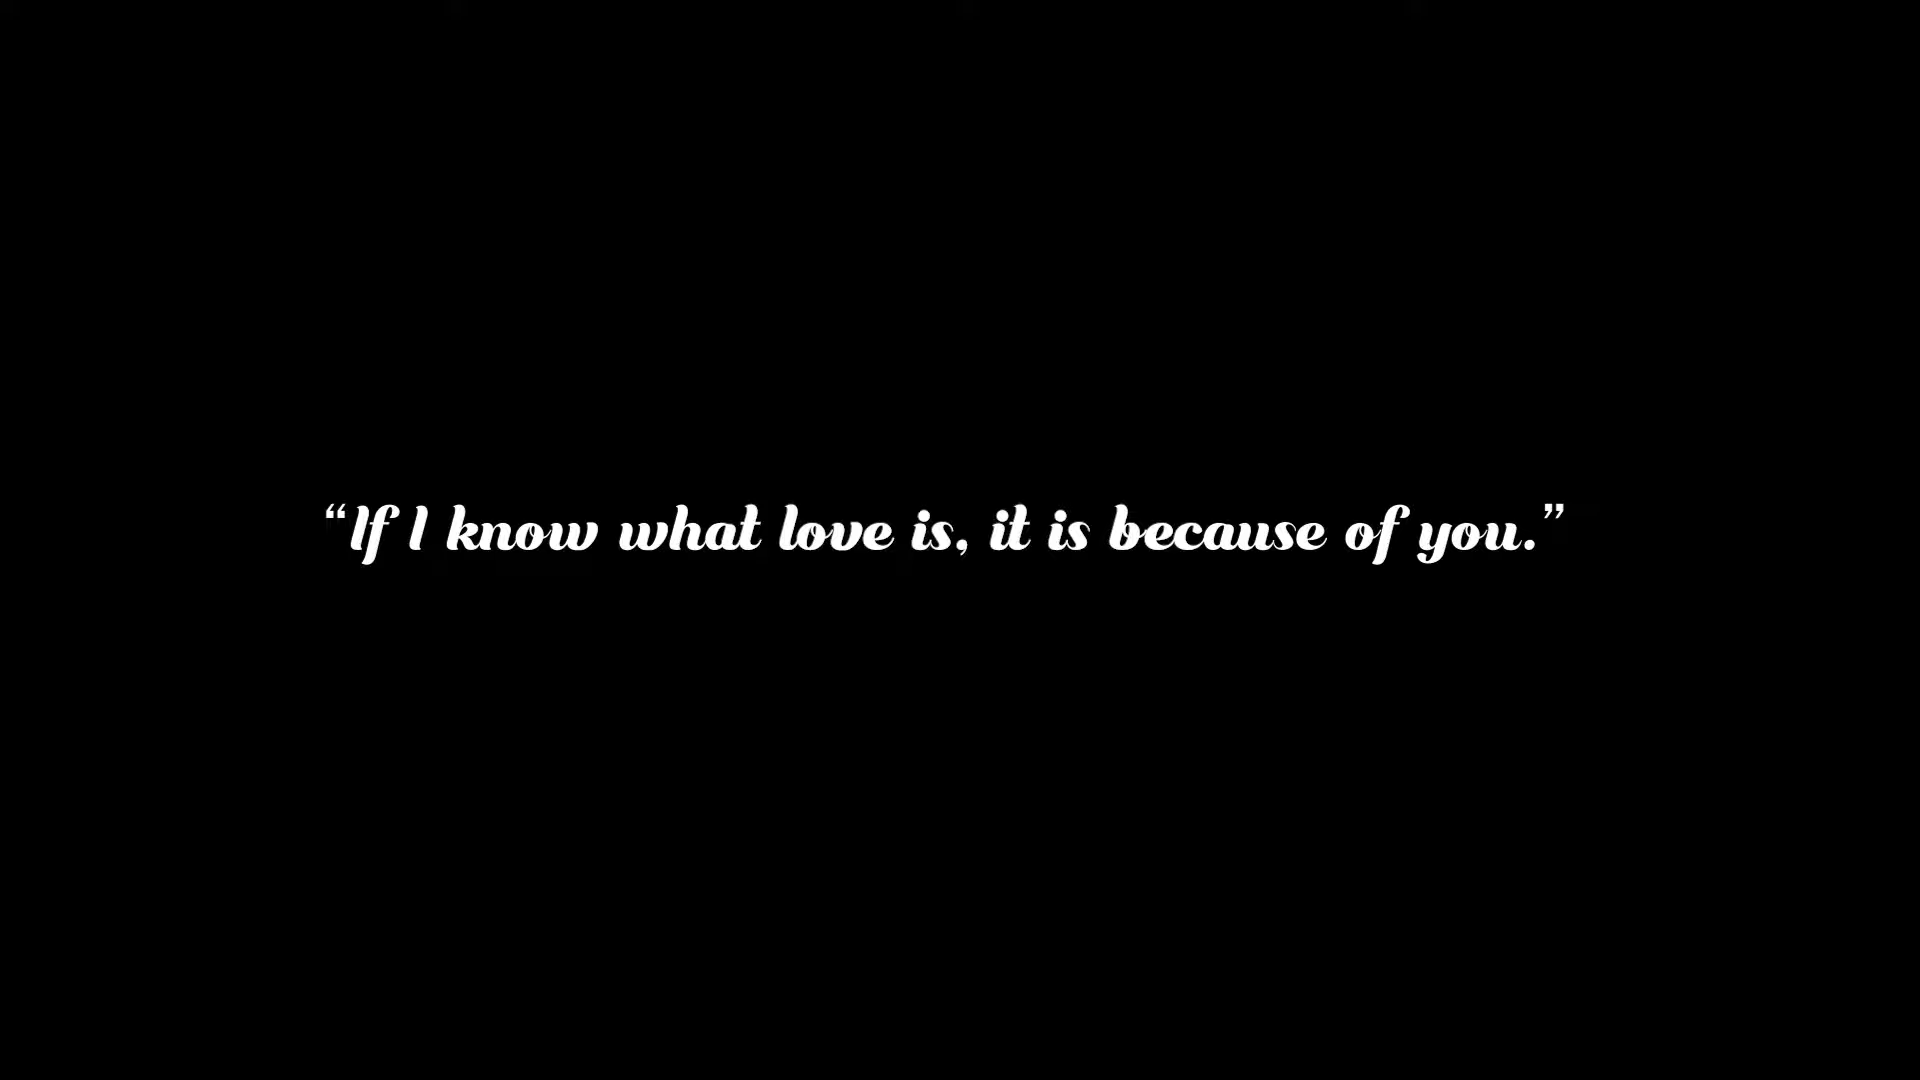 “If I know what love is, it is because of you.”